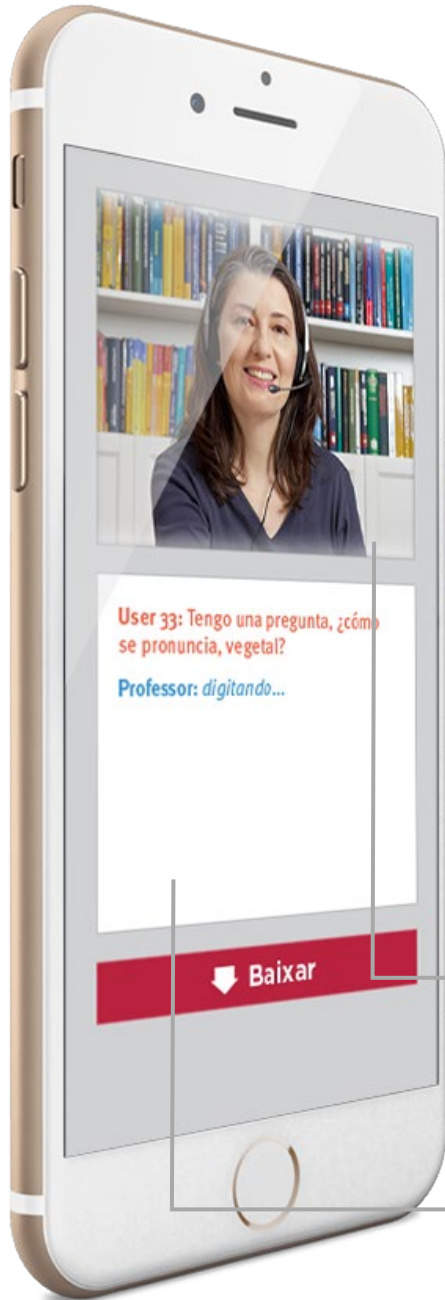 User 33: Tengo una pregunta, ¿cómo
se pronuncia, vegetal?
Professor: digitando...
Baixar